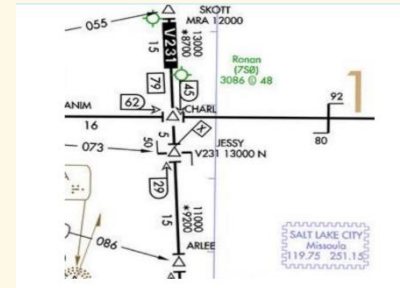 SKOTT
MRA 12000
055
V231
15
13000
*8700
Ronan
(7S0)
3086 48
1
79
45
ANIM
62
CHARL
92
16
80
5
X
JESSY
073
50
V231 13000 N
29
15
11000
*9200
SALT LAKE CITY
Missoula
119.75 251.15
086
ARLEE